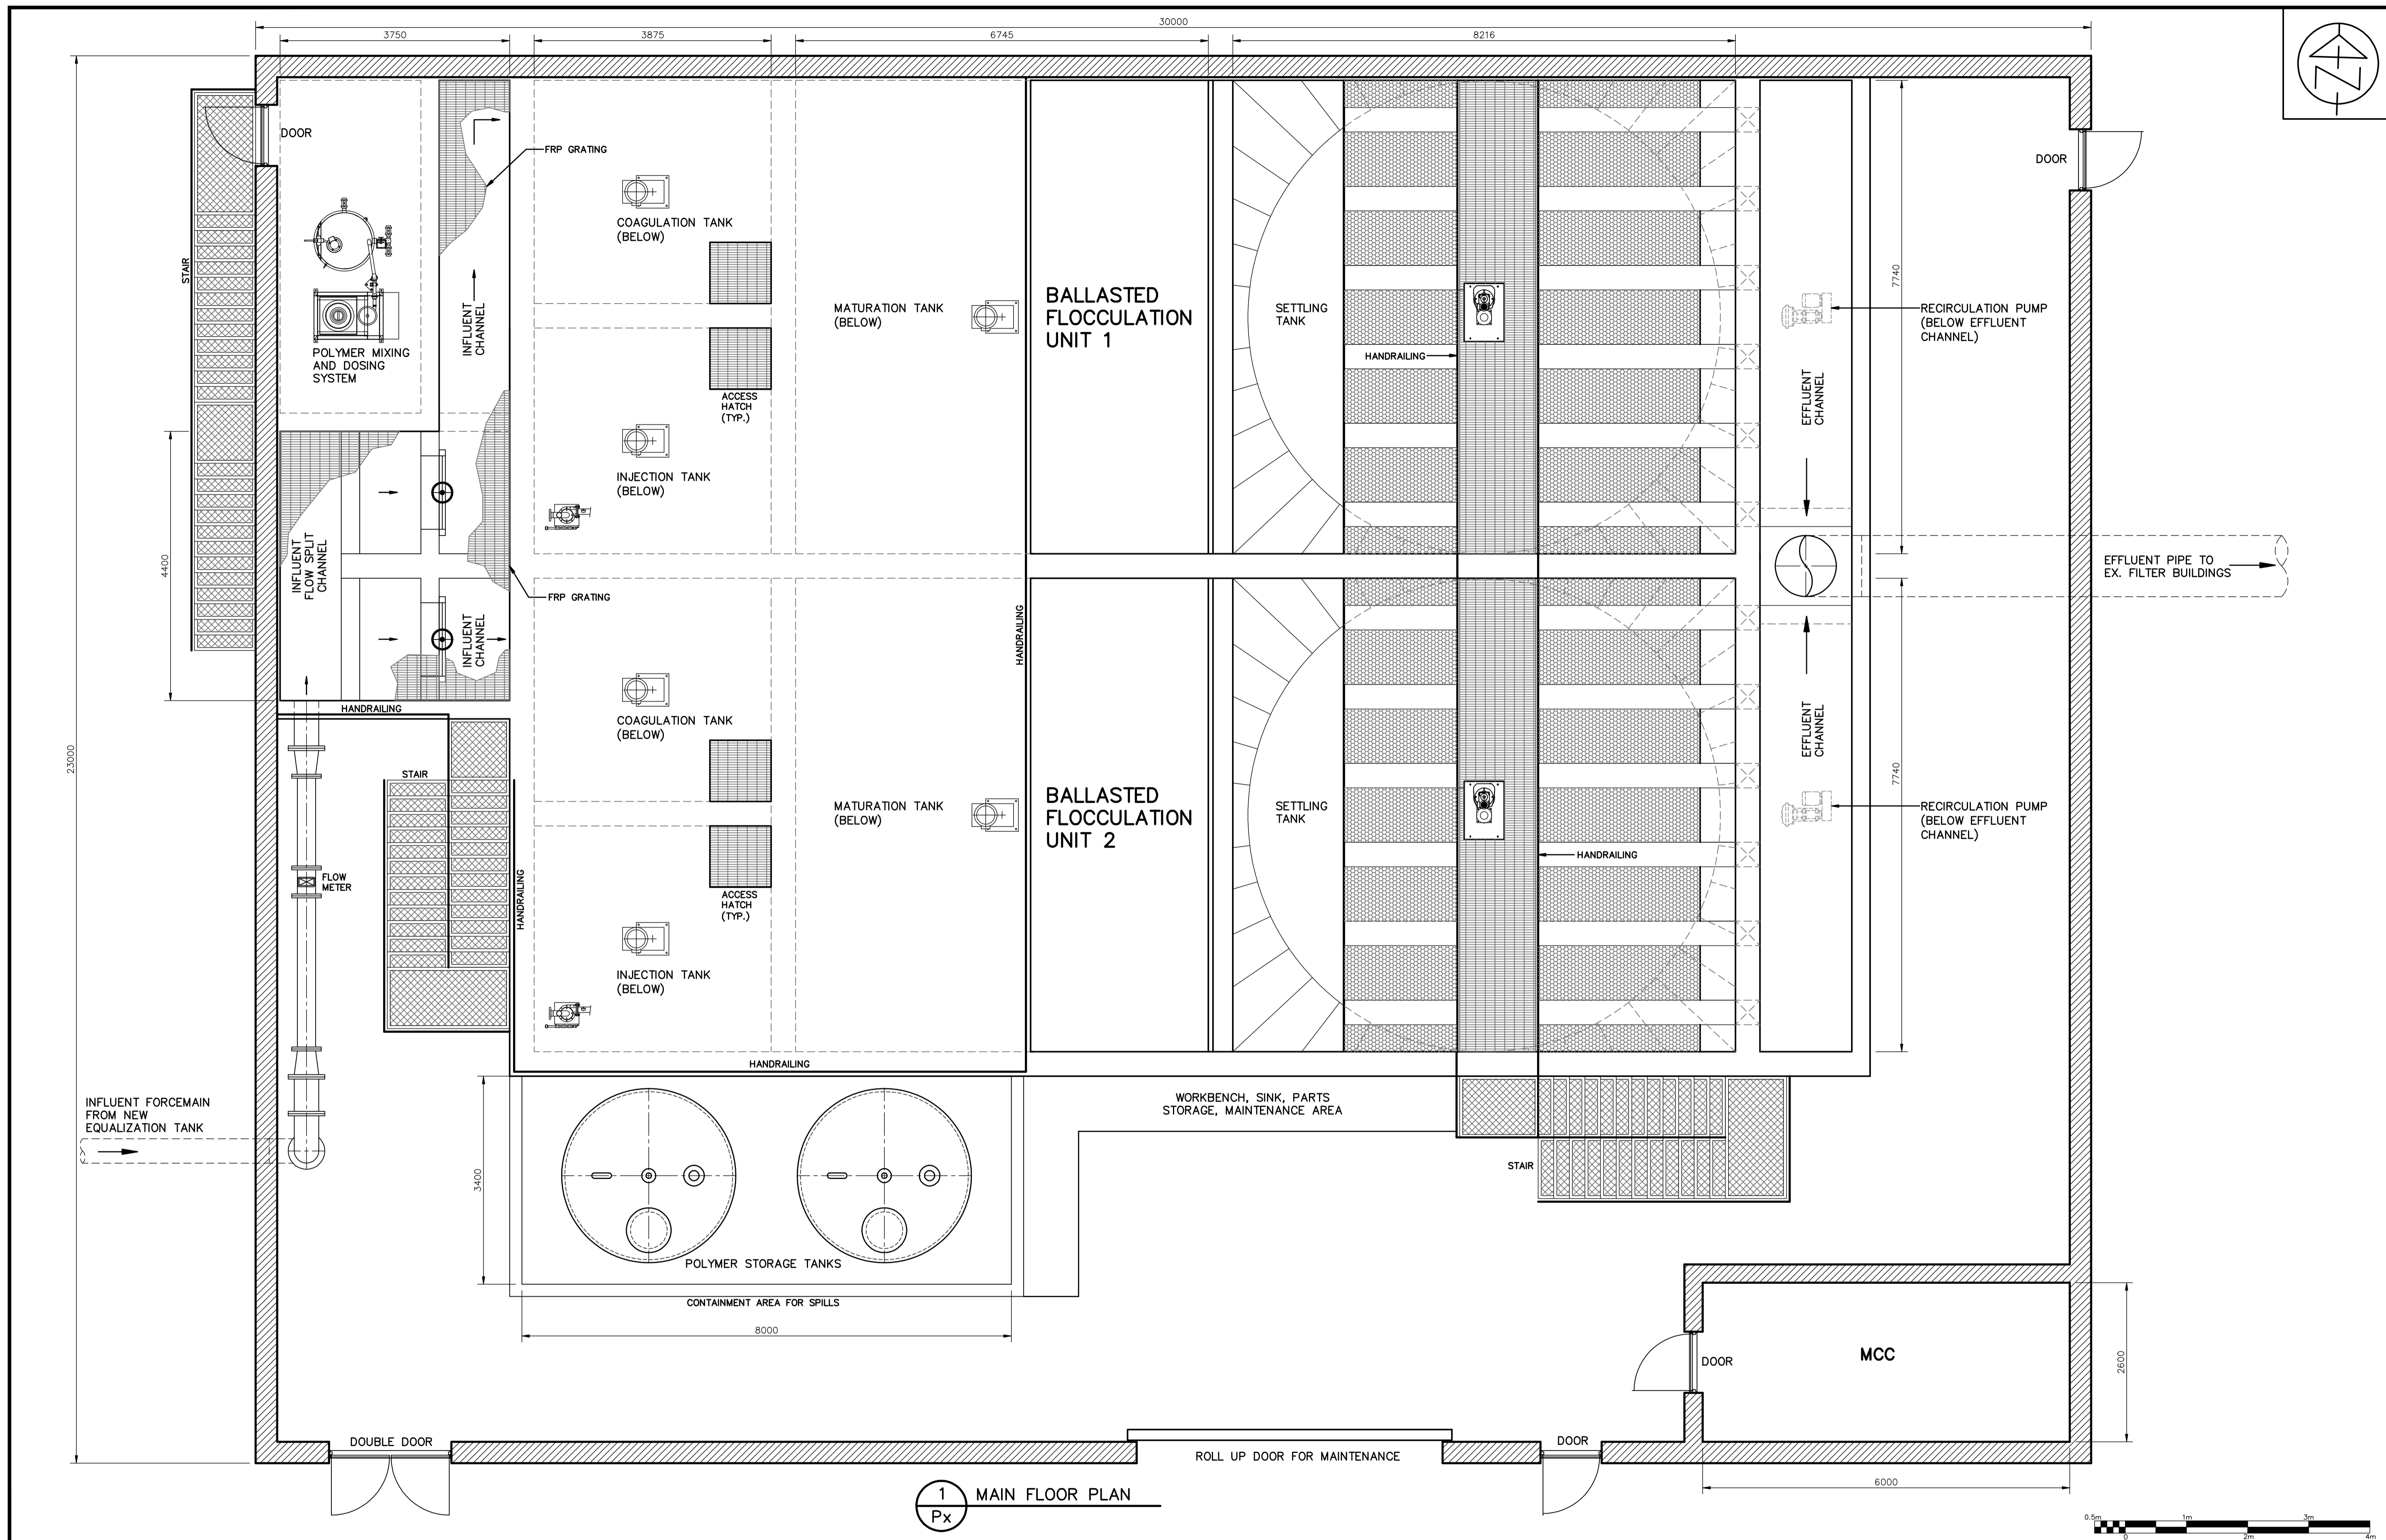 30000
3750
3875
6745
8216
N
DOOR
FRP GRATING
DOOR
COAGULATION TANK
(BELOW)
STAIR
INFLUENT
CHANNEL
7740
MATURATION TANK
(BELOW)
BALLASTED
FLOCCULATION
UNIT 1
SETTLING
TANK
RECIRCULATION PUMP
(BELOW EFFLUENT
CHANNEL)
POLYMER MIXING
AND DOSING
SYSTEM
HANDRAILING
ACCESS
HATCH
(TYP.)
EFFLUENT
CHANNEL
INJECTION TANK
(BELOW)
4400
INFLUENT
FLOW SPLIT
CHANNEL
EFFLUENT PIPE TO
EX. FILTER BUILDINGS
FRP GRATING
INFLUENT
CHANNEL
HANDRAILING
HANDRAILING
COAGULATION TANK
(BELOW)
EFFLUENT
CHANNEL
23000
STAIR
7740
MATURATION TANK
(BELOW)
BALLASTED
FLOCCULATION
UNIT 2
SETTLING
TANK
RECIRCULATION PUMP
(BELOW EFFLUENT
CHANNEL)
HANDRAILING
FLOW
METER
HANDRAILING
ACCESS
HATCH
(TYP.)
INJECTION TANK
(BELOW)
HANDRAILING
INFLUENT FORCEMAIN
FROM NEW
EQUALIZATION TANK
WORKBENCH, SINK, PARTS
STORAGE, MAINTENANCE AREA
3400
STAIR
POLYMER STORAGE TANKS
CONTAINMENT AREA FOR SPILLS
8000
DOOR
MCC
2600
DOUBLE DOOR
DOOR
ROLL UP DOOR FOR MAINTENANCE
6000
1
Px
MAIN FLOOR PLAN
0.5m 1m 3m
0 2m 4m